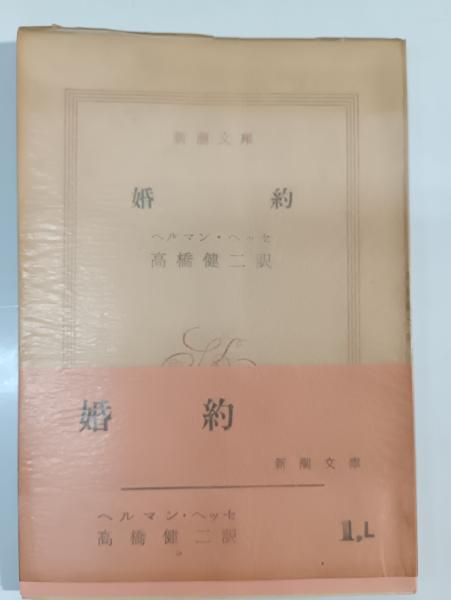 新潮文庫
婚約
ヘルマン・ヘッセ
高橋健二訳
婚約
新潮文庫
ヘルマン・ヘッセ
高橋健二訳
1,L